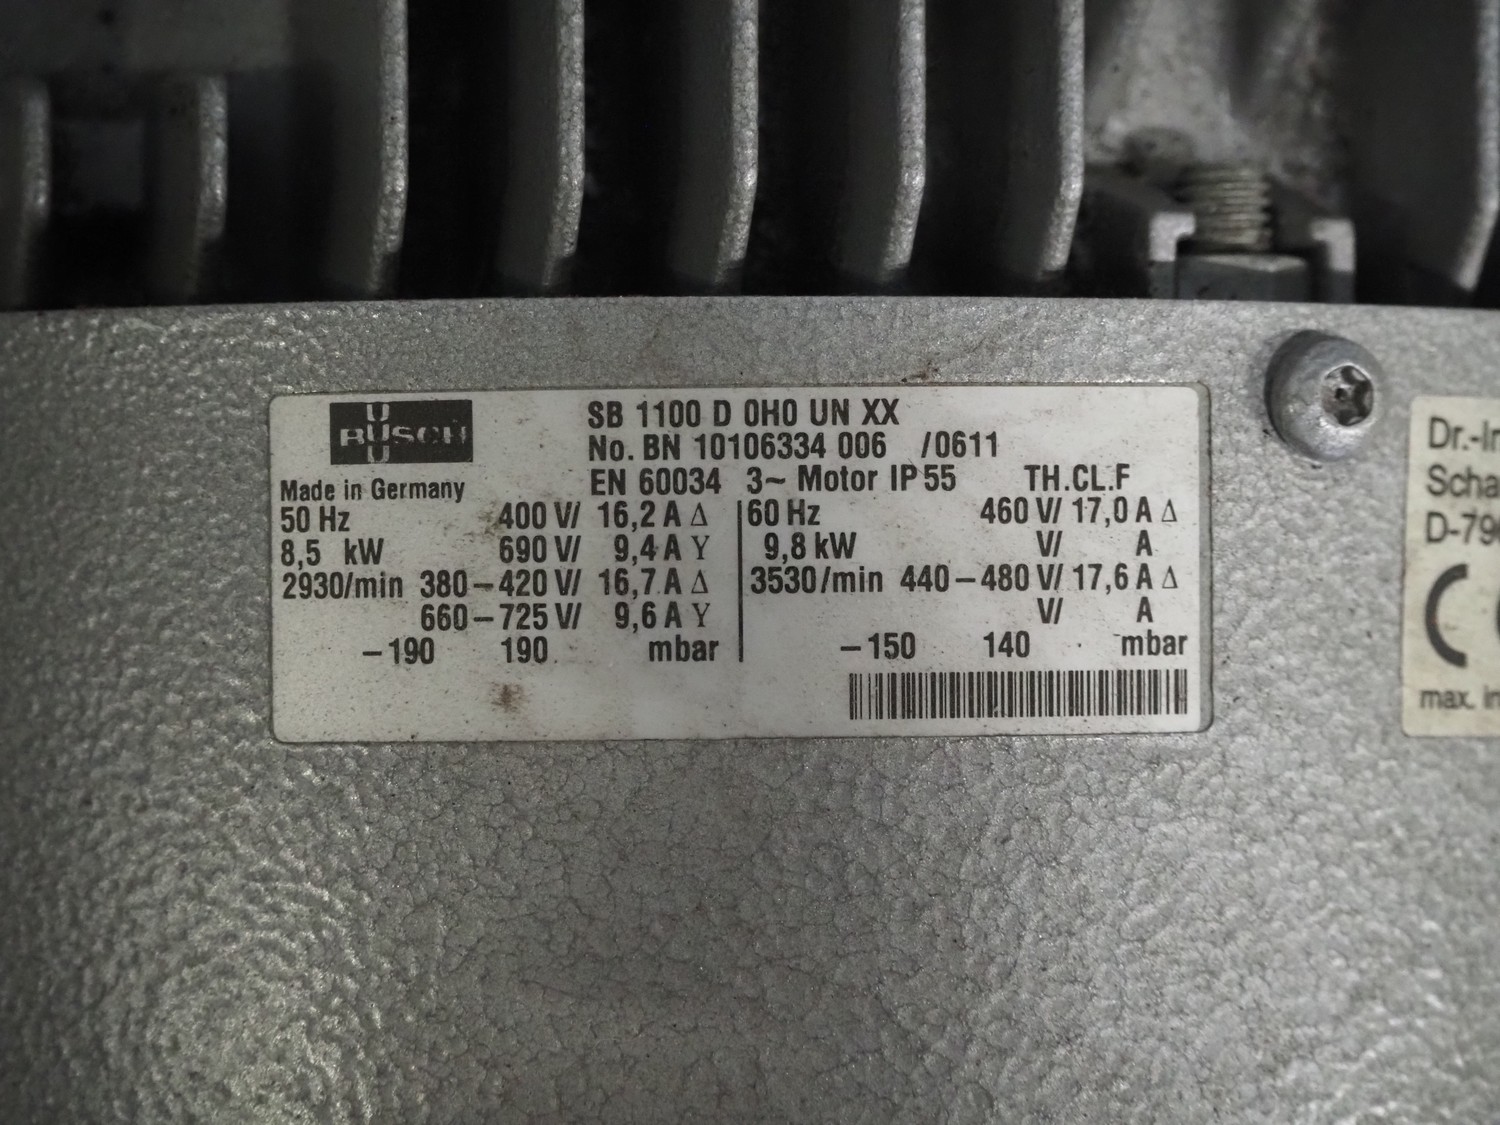 BUSCH
SB 1100 D 0H0 UN XX
No. BN 10106334 006 /0611
Made in Germany EN 60034 3~ Motor IP 55 TH.CL.F
50 Hz 400 V/ 16,2 A Δ 60 Hz 460 V/ 17,0 A Δ
8,5 kW 690 V/ 9,4 A Y 9,8 kW V/ A
2930/min 380–420 V/ 16,7 A Δ 3530/min 440–480 V/ 17,6 A Δ
660–725 V/ 9,6 A Y V/ A
–190 190 mbar –150 140 mbar
Dr.-
Scha
D-79
max.